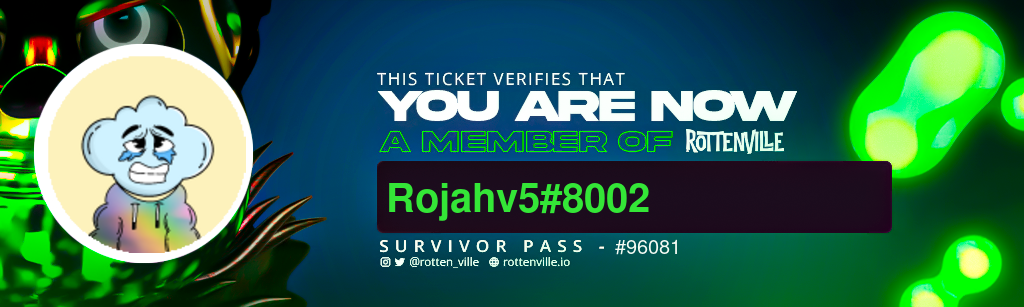 THIS TICKET VERIFIES THAT
YOU ARE NOW
A MEMBER OF ROTTENVILLE
Rojahv5#8002
SURVIVOR PASS - #96081
@rotten_ville rottenville.io